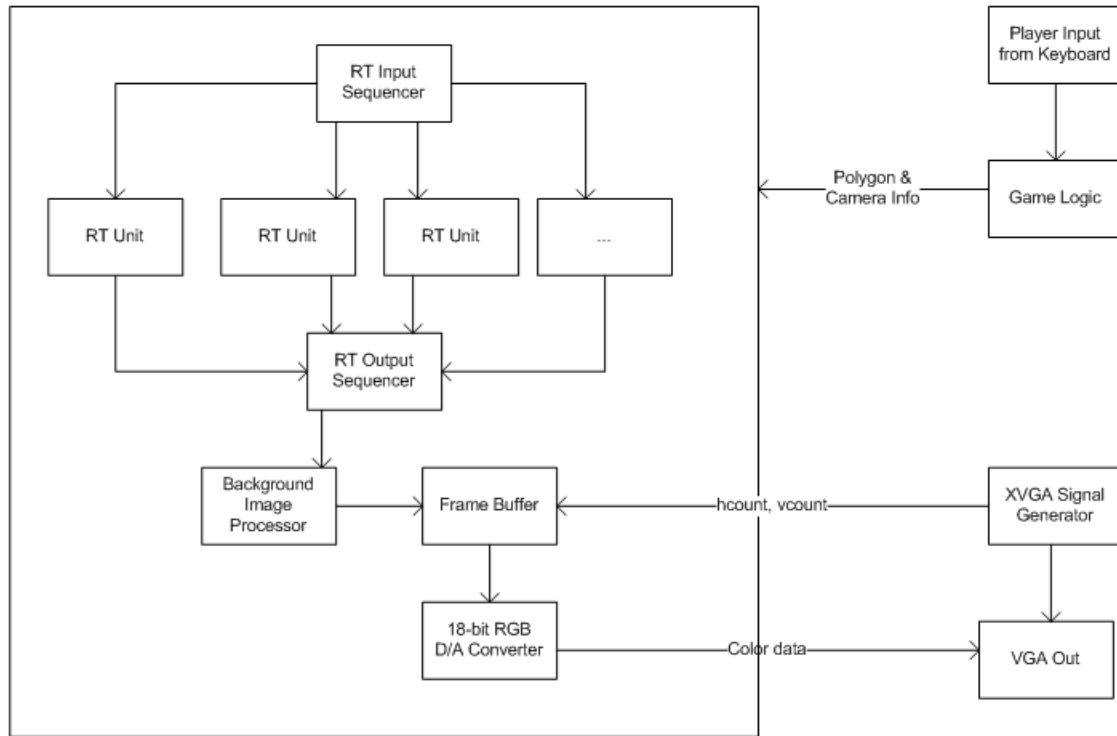 RT Input
Sequencer
Player Input
from Keyboard
RT Unit
RT Unit
RT Unit
...
Polygon &
Camera Info
Game Logic
RT Output
Sequencer
Background
Image
Processor
Frame Buffer
hcount, vcount
XVGA Signal
Generator
18-bit RGB
D/A Converter
Color data
VGA Out